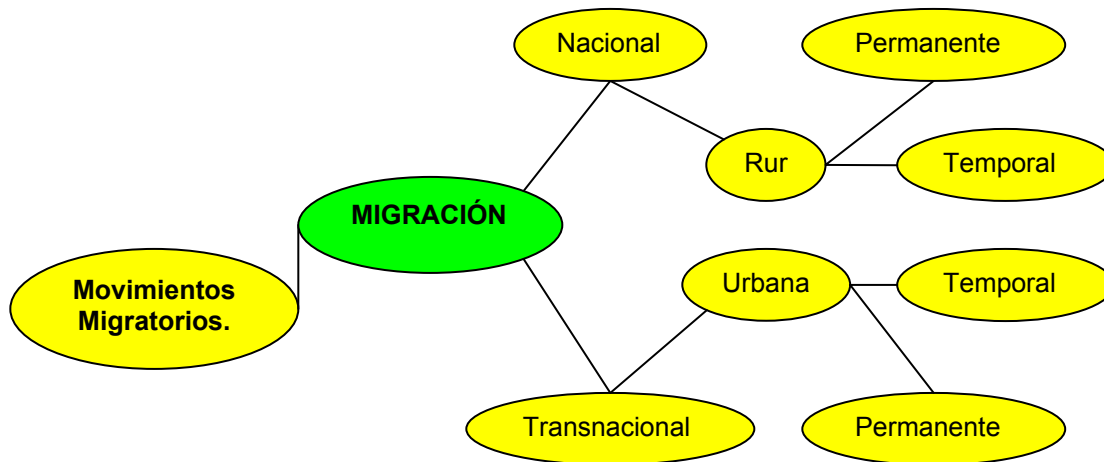 Nacional
Permanente
Rur
Temporal
MIGRACIÓN
Movimientos
Migratorios.
Urbana
Temporal
Transnacional
Permanente